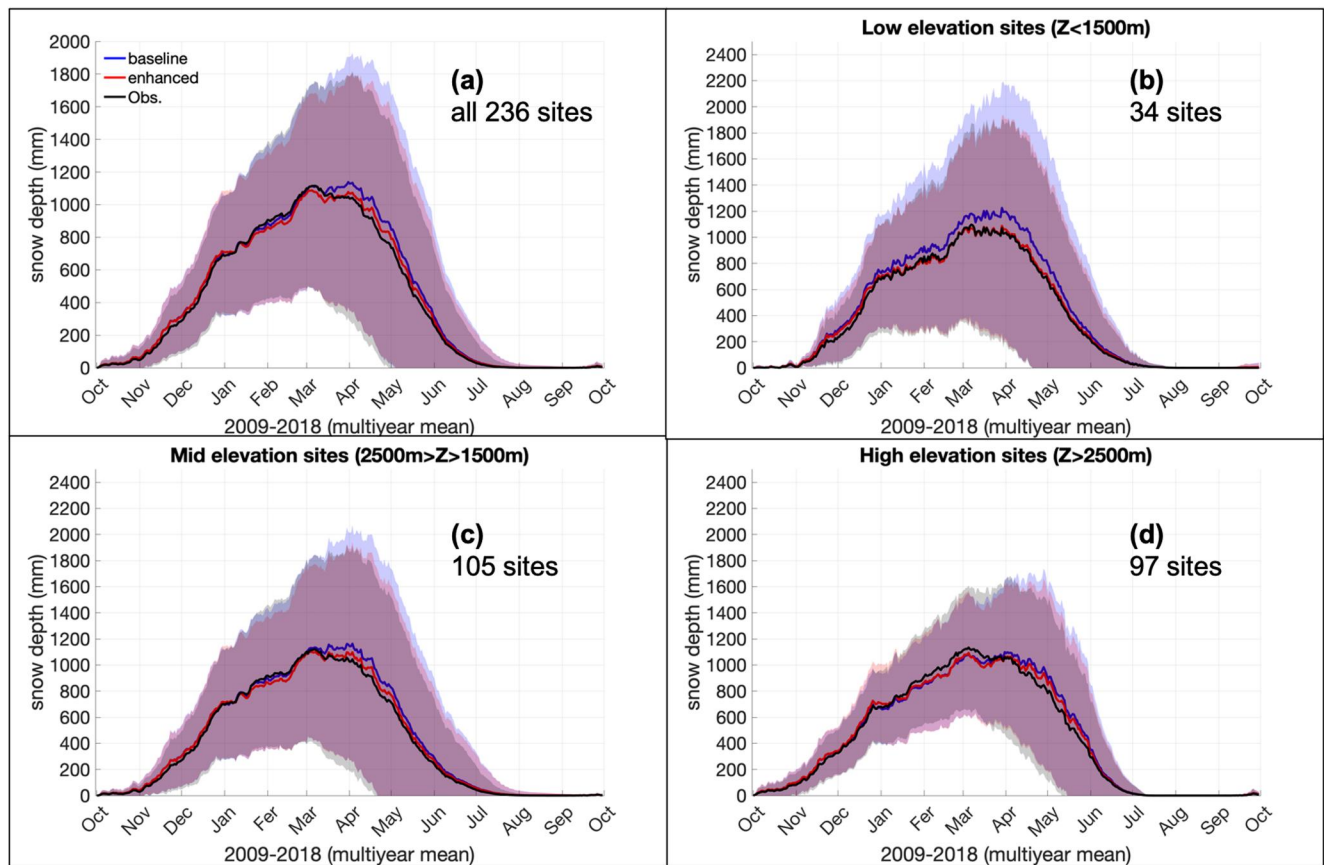 2000
1800
1600
1400
1200
1000
800
600
400
200
0
snow depth (mm)
baseline
enhanced
Obs.
(a)
all 236 sites
Oct Nov Dec Jan Feb Mar Apr May Jun Jul Aug Sep Oct
2009-2018 (multiyear mean)
Low elevation sites (Z<1500m)
2400
2200
2000
1800
1600
1400
1200
1000
800
600
400
200
0
snow depth (mm)
(b)
34 sites
Oct Nov Dec Jan Feb Mar Apr May Jun Jul Aug Sep Oct
2009-2018 (multiyear mean)
Mid elevation sites (2500m>Z>1500m)
2400
2200
2000
1800
1600
1400
1200
1000
800
600
400
200
0
snow depth (mm)
(c)
105 sites
Oct Nov Dec Jan Fer Mar Apr May Jun Jul Aug Sep Oct
2009-2018 (multiyear mean)
High elevation sites (Z>2500m)
2400
2200
2000
1800
1600
1400
1200
1000
800
600
400
200
0
snow depth (mm)
(d)
97 sites
Oct Nov Dec Jan Fer Mar Apr May Jun Jul Aug Sep Oct
2009-2018 (multiyear mean)